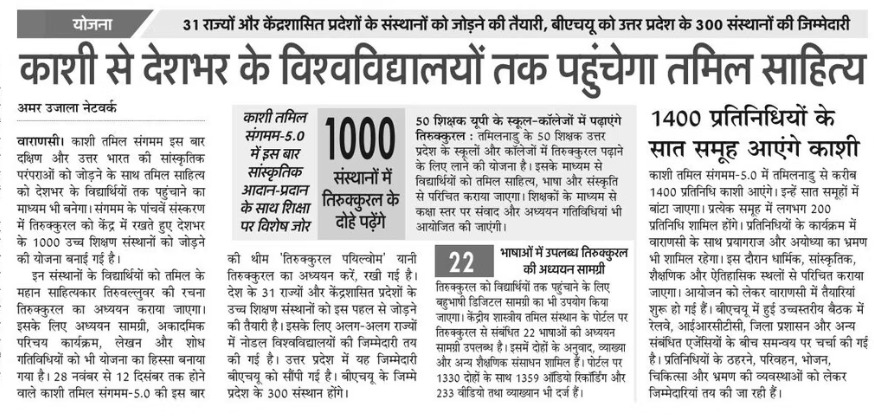 योजना
31 राज्यों और केंद्रशासित प्रदेशों के संस्थानों को जोड़ने की तैयारी, बीएचयू को उत्तर प्रदेश के 300 संस्थानों की जिम्मेदारी
काशी से देशभर के विश्वविद्यालयों तक पहुंचेगा तमिल साहित्य
अमर उजाला नेटवर्क
वाराणसी। काशी तमिल संगमम इस बार
दक्षिण और उत्तर भारत की सांस्कृतिक
परंपराओं को जोड़ने के साथ तमिल साहित्य
को देशभर के विद्यार्थियों तक पहुंचाने का
माध्यम भी बनेगा। संगमम के पांचवें संस्करण
में तिरुक्कुरल को केंद्र में रखते हुए देशभर
के 1000 उच्च शिक्षण संस्थानों को जोड़ने
की योजना बनाई गई है।
इन संस्थानों के विद्यार्थियों को तमिल के
महान साहित्यकार तिरुवल्लुवर की रचना
तिरुक्कुरल का अध्ययन कराया जाएगा।
इसके लिए अध्ययन सामग्री, अकादमिक
परिचय कार्यक्रम, लेखन और शोध
गतिविधियों को भी योजना का हिस्सा बनाया
गया है। 28 नवंबर से 12 दिसंबर तक होने
वाले काशी तमिल संगमम-5.0 की इस बार
काशी तमिल
संगमम-5.0
में इस बार
सांस्कृतिक
आदान-प्रदान
के साथ शिक्षा
पर विशेष जोर
1000
संस्थानों में
तिरुक्कुरल के
दोहे पढ़ेंगे
की थीम 'तिरुक्कुरल पयिल्वोम' यानी
तिरुक्कुरल का अध्ययन करें, रखी गई है।
देश के 31 राज्यों और केंद्रशासित प्रदेशों के
उच्च शिक्षण संस्थानों को इस पहल से जोड़ने
की तैयारी है। इसके लिए अलग-अलग राज्यों
में नोडल विश्वविद्यालयों की जिम्मेदारी तय
की गई है। उत्तर प्रदेश में यह जिम्मेदारी
बीएचयू को सौंपी गई है। बीएचयू के जिम्मे
प्रदेश के 300 संस्थान होंगे।
50 शिक्षक यूपी के स्कूल-कॉलेजों में पढ़ाएंगे
तिरुक्कुरल : तमिलनाडु के 50 शिक्षक उत्तर
प्रदेश के स्कूलों और कॉलेजों में तिरुक्कुरल पढ़ाने
के लिए लाने की योजना है। इसके माध्यम से
विद्यार्थियों को तमिल साहित्य, भाषा और संस्कृति
से परिचित कराया जाएगा। शिक्षकों के माध्यम से
कक्षा स्तर पर संवाद और अध्ययन गतिविधियां भी
आयोजित की जाएंगी।
22 भाषाओं में उपलब्ध तिरुक्कुरल
की अध्ययन सामग्री
तिरुक्कुरल को विद्यार्थियों तक पहुंचाने के लिए
बहुभाषी डिजिटल सामग्री का भी उपयोग किया
जाएगा। केंद्रीय शास्त्रीय तमिल संस्थान के पोर्टल पर
तिरुक्कुरल से संबंधित 22 भाषाओं की अध्ययन
सामग्री उपलब्ध है। इसमें दोहों के अनुवाद, व्याख्या
और अन्य शैक्षणिक संसाधन शामिल हैं। पोर्टल पर
1330 दोहों के साथ 1359 ऑडियो रिकॉर्डिंग और
233 वीडियो तथा व्याख्यान भी दर्ज हैं।
1400 प्रतिनिधियों के
सात समूह आएंगे काशी
काशी तमिल संगमम-5.0 में तमिलनाडु से करीब
1400 प्रतिनिधि काशी आएंगे। इन्हें सात समूहों में
बांटा जाएगा। प्रत्येक समूह में लगभग 200
प्रतिनिधि शामिल होंगे। प्रतिनिधियों के कार्यक्रम में
वाराणसी के साथ प्रयागराज और अयोध्या का भ्रमण
भी शामिल रहेगा। इस दौरान धार्मिक, सांस्कृतिक,
शैक्षणिक और ऐतिहासिक स्थलों से परिचित कराया
जाएगा। आयोजन को लेकर वाराणसी में तैयारियां
शुरू हो गई हैं। बीएचयू में हुई उच्चस्तरीय बैठक में
रेलवे, आईआरसीटीसी, जिला प्रशासन और अन्य
संबंधित एजेंसियों के बीच समन्वय पर चर्चा की गई
है। प्रतिनिधियों के ठहरने, परिवहन, भोजन,
चिकित्सा और भ्रमण की व्यवस्थाओं को लेकर
जिम्मेदारियां तय की जा रही हैं।